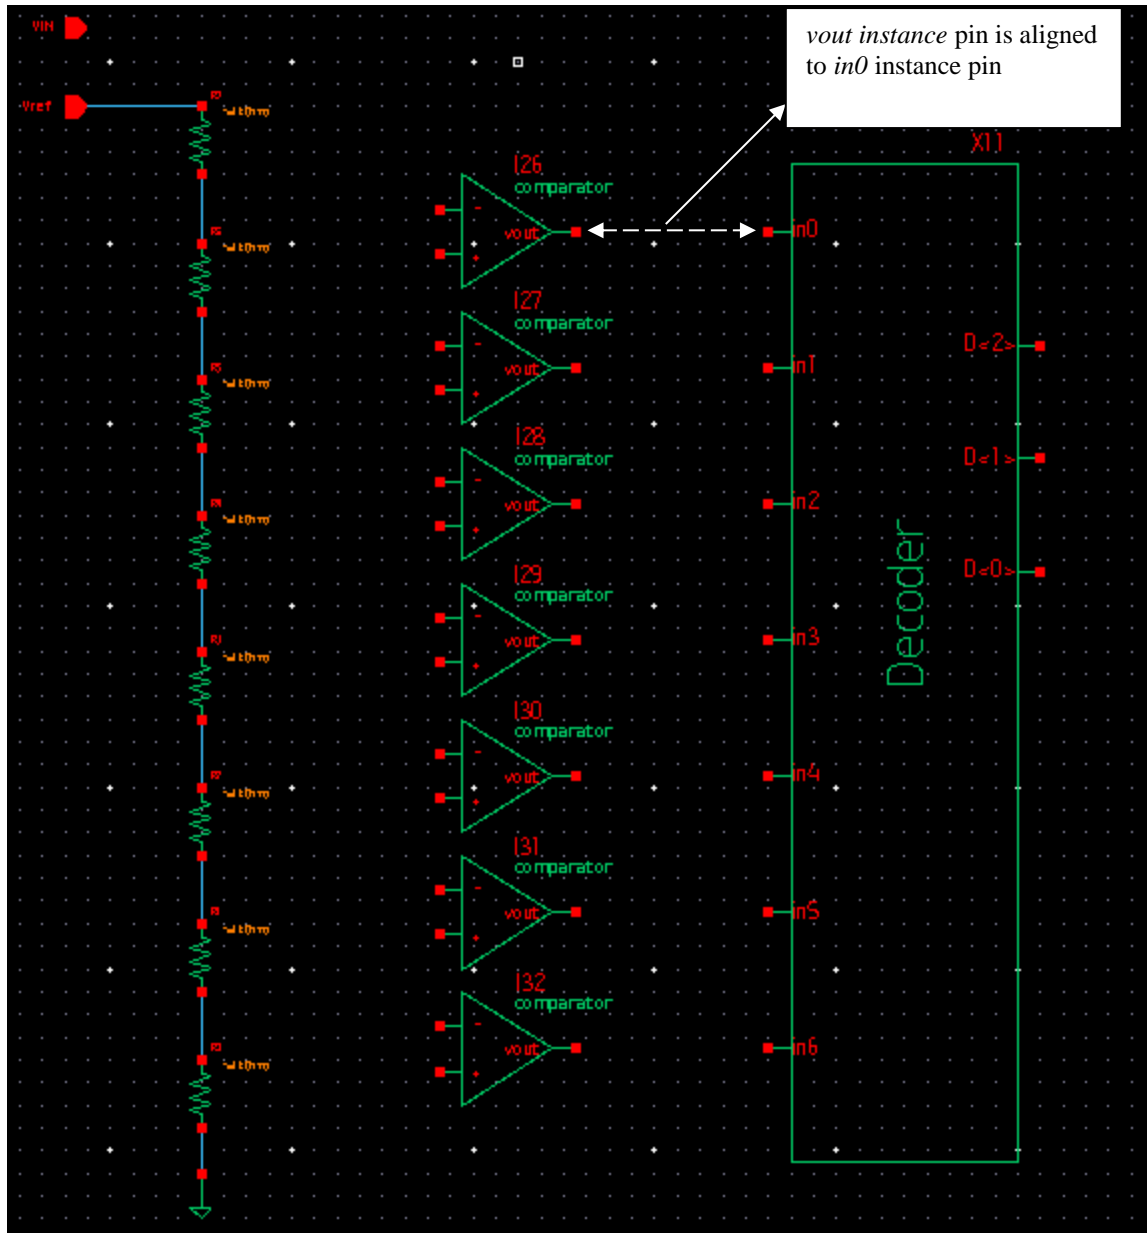 VIN
vout instance pin is aligned
to in0 instance pin
Vref
X11
I26
comparator
-
vout
+
in0
I27
comparator
-
vout
+
in1
D<2>
I28
comparator
-
vout
+
in2
D<1>
Decoder
D<0>
I29
comparator
-
vout
+
in3
I30
comparator
-
vout
+
in4
I31
comparator
-
vout
+
in5
I32
comparator
-
vout
+
in6